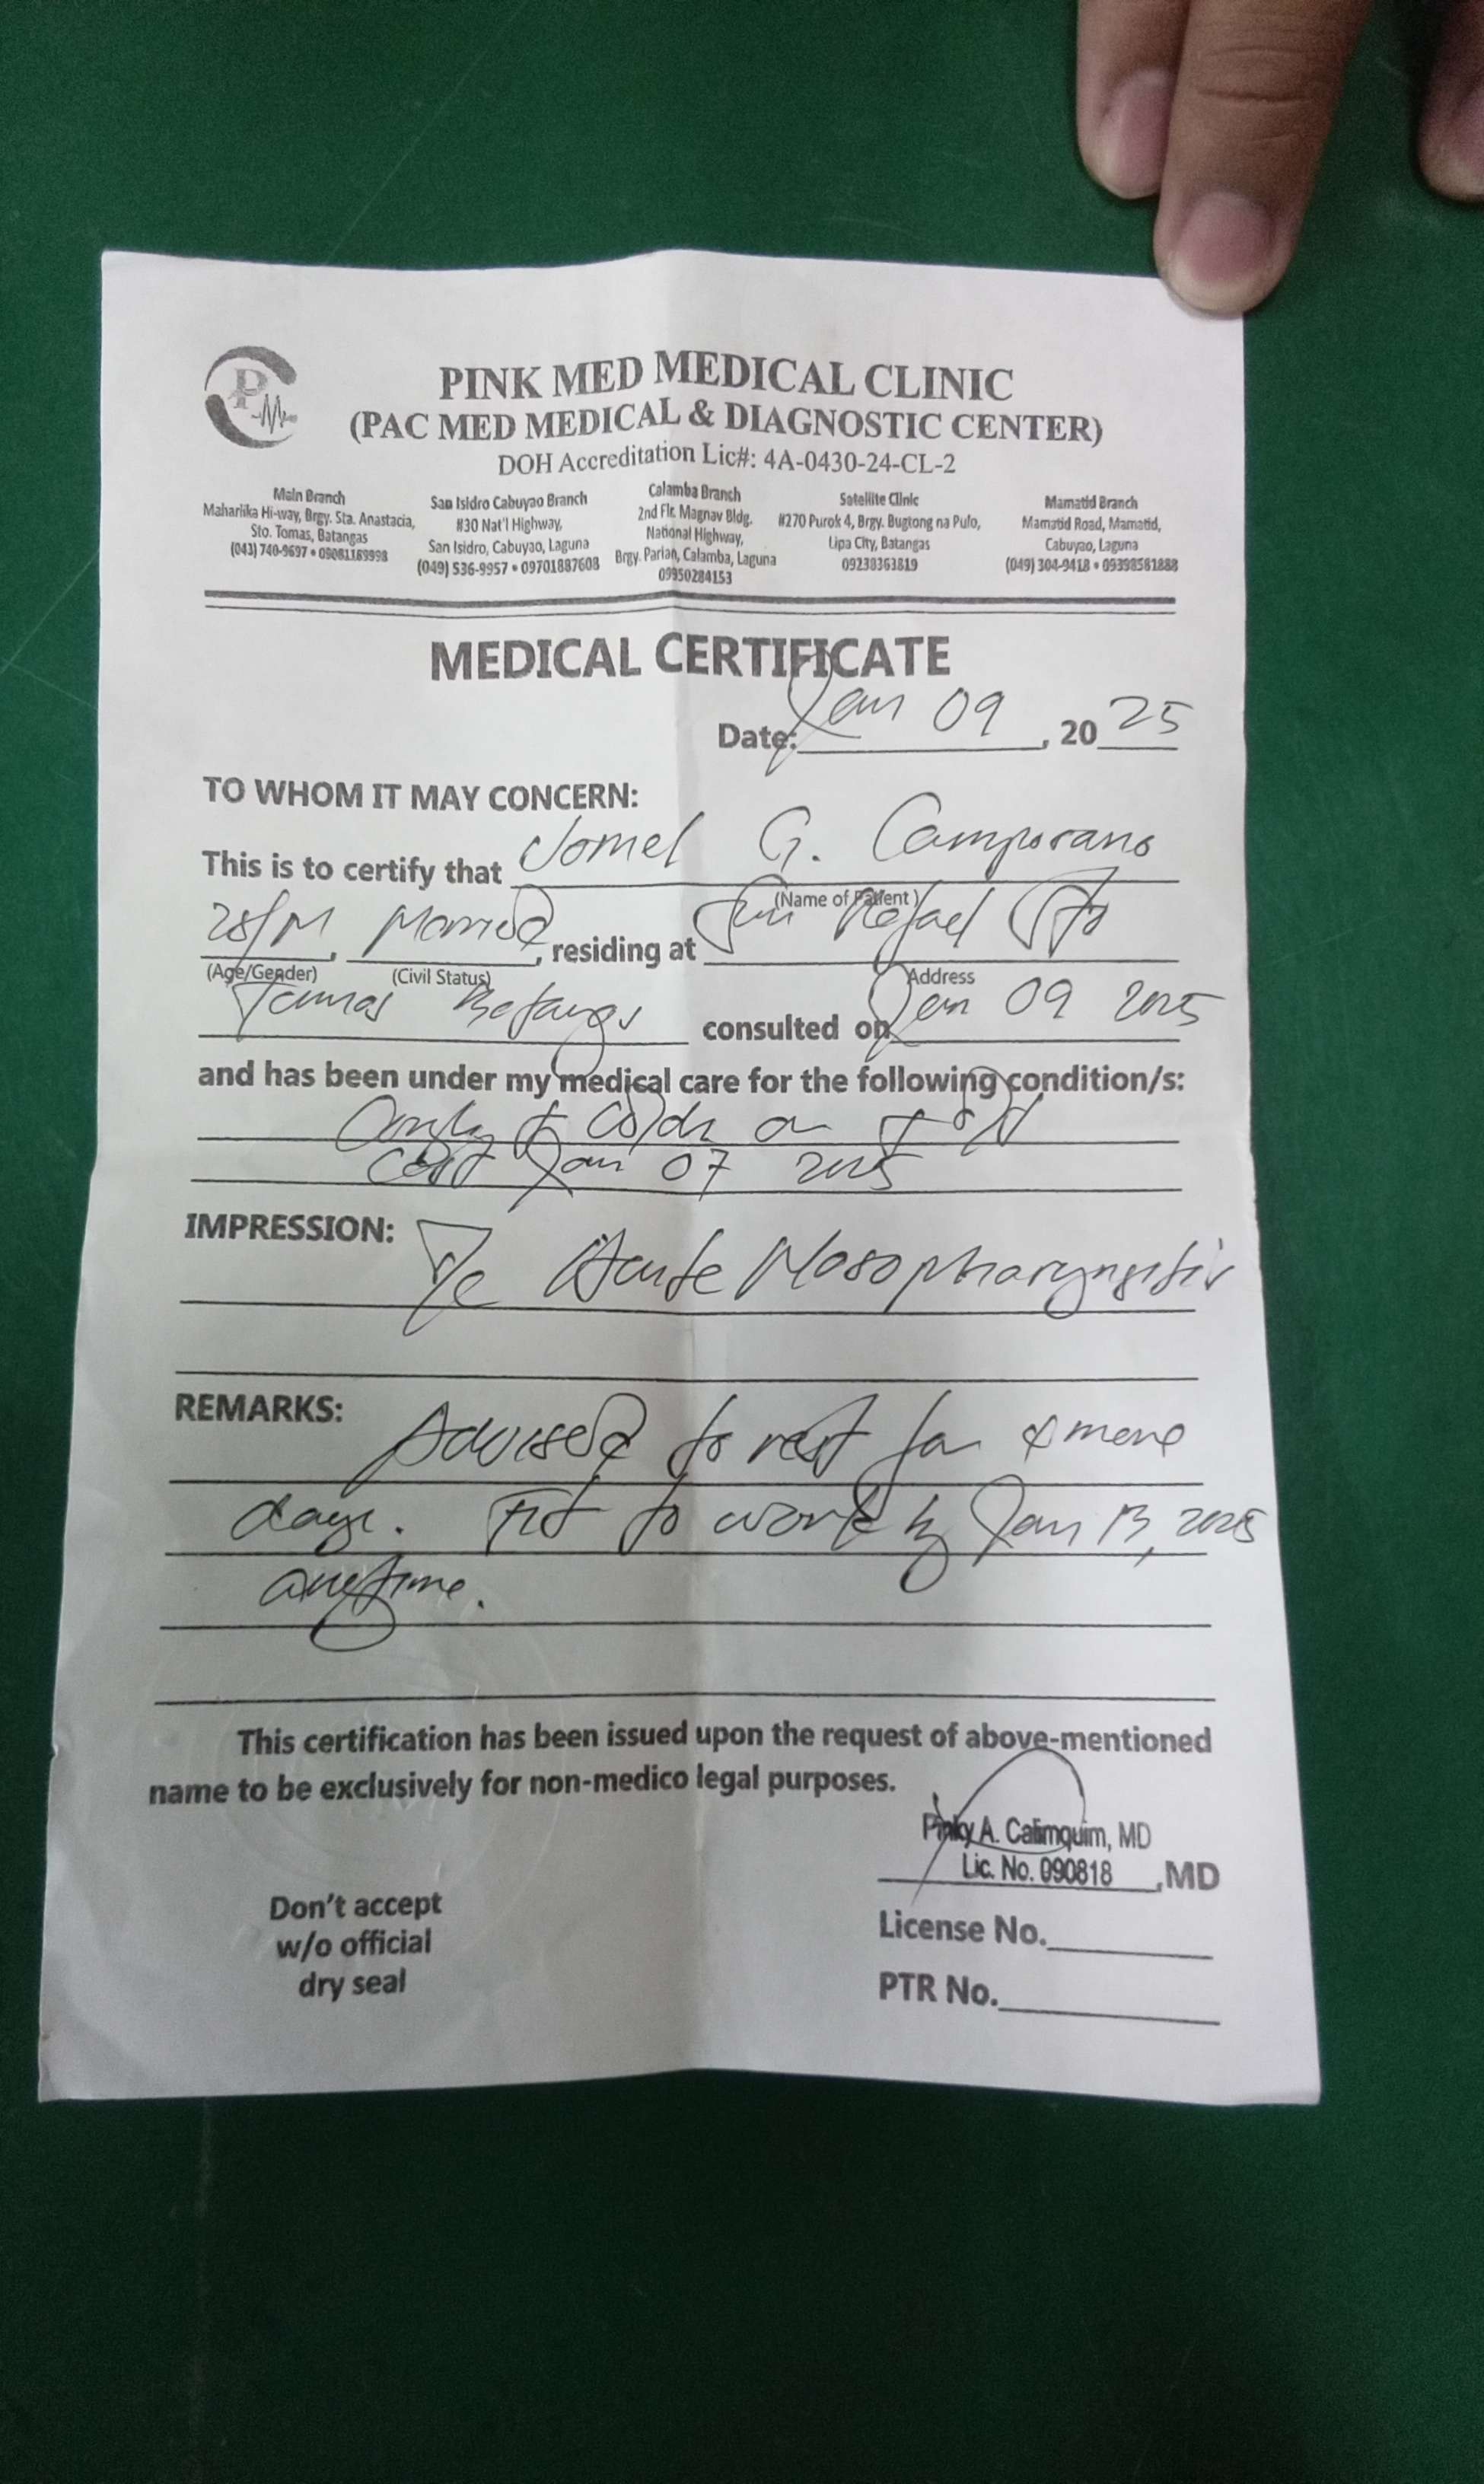 PINK MED MEDICAL CLINIC
(PAC MED MEDICAL & DIAGNOSTIC CENTER)
DOH Accreditation Lic#: 4A-0430-24-CL-2
Main Branch
Maharlika Hi-way, Brgy. Sta. Anastacia,
Sto. Tomas, Batangas
(043) 740-9697 • 09081189998
San Isidro Cabuyao Branch
#30 Nat'l Highway,
San Isidro, Cabuyao, Laguna
(049) 536-9957 • 09701887608
Calamba Branch
2nd Flr. Magnav Bldg.
National Highway,
Brgy. Parian, Calamba, Laguna
09950284153
Satellite Clinic
#270 Purok 4, Brgy. Bugtong na Pulo,
Lipa City, Batangas
09238363819
Mamatid Branch
Mamatid Road, Mamatid,
Cabuyao, Laguna
(049) 304-9418 • 09398561888
MEDICAL CERTIFICATE
Date: Jan 09, 20 25
TO WHOM IT MAY CONCERN:
This is to certify that Jomel G. Camporano
(Name of Patient)
28/M, Married, residing at San Rafael Sto
(Age/Gender) (Civil Status) Address
Tomas Batangas consulted on Jan 09 2025
and has been under my medical care for the following condition/s:
colds
Jan 07 2025
IMPRESSION: Acute Nasopharyngitis
REMARKS: Advised to rest for more
days. Fit to work by Jan 13, 2025
anytime.
This certification has been issued upon the request of above-mentioned
name to be exclusively for non-medico legal purposes.
Pinky A. Calimquim, MD
Lic. No. 090818 ,MD
License No.
PTR No.
Don't accept
w/o official
dry seal